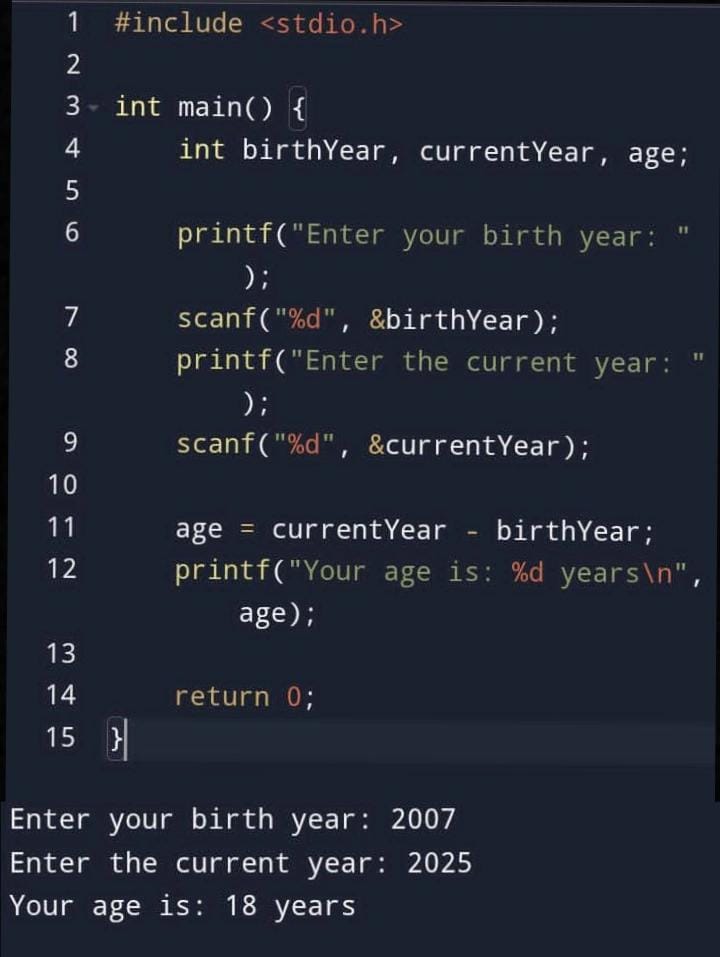 1 #include <stdio.h>
2
3 int main() {
4     int birthYear, currentYear, age;
5
6     printf("Enter your birth year: "
        );
7     scanf("%d", &birthYear);
8     printf("Enter the current year: "
        );
9     scanf("%d", &currentYear);
10
11     age = currentYear - birthYear;
12     printf("Your age is: %d years\n",
        age);
13
14     return 0;
15 }
Enter your birth year: 2007
Enter the current year: 2025
Your age is: 18 years